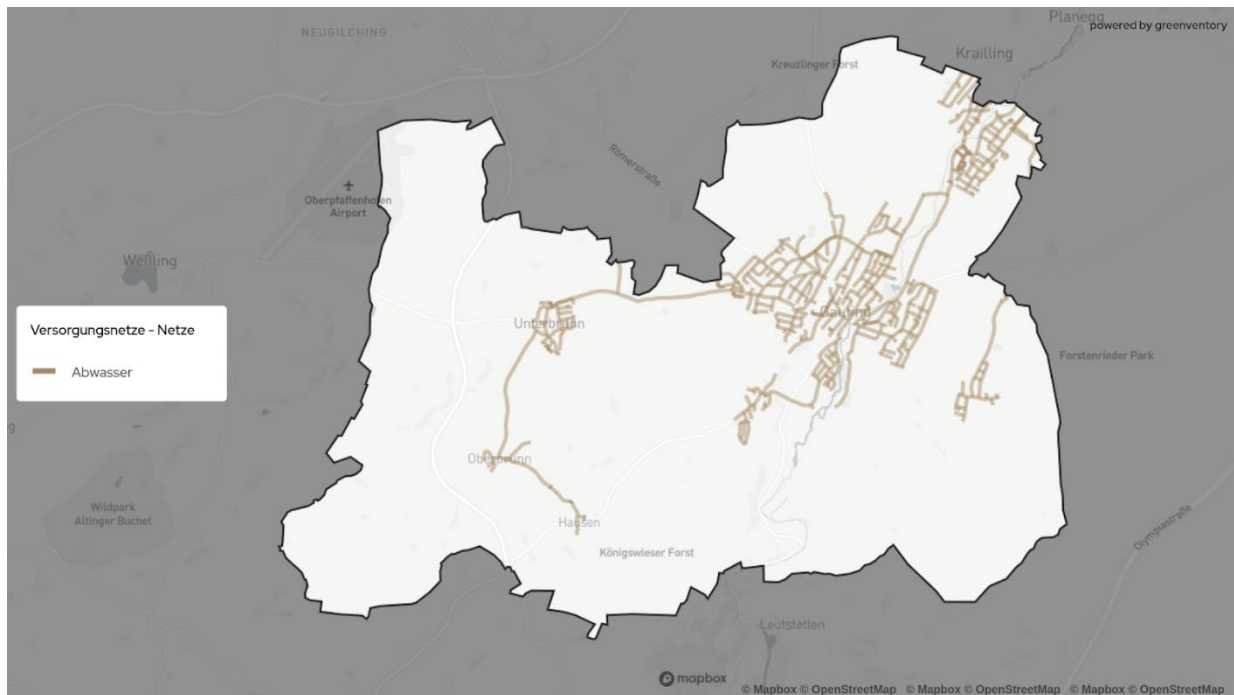 Planegg
powered by greenventory
NEUGILCHING
Krailling
Kreuzlinger Forst
Römerstraße
Oberpfaffenhofen
Airport
Weßling
Versorgungsnetze - Netze
Abwasser
Unterbrunn
Gauting
Forstenrieder Park
Oberbrunn
Wildpark
Altinger Buchet
Hausen
Königswieser Forst
Olympiastraße
Leutstetten
mapbox
© Mapbox © OpenStreetMap © Mapbox © OpenStreetMap © Mapbox © OpenStreetMap